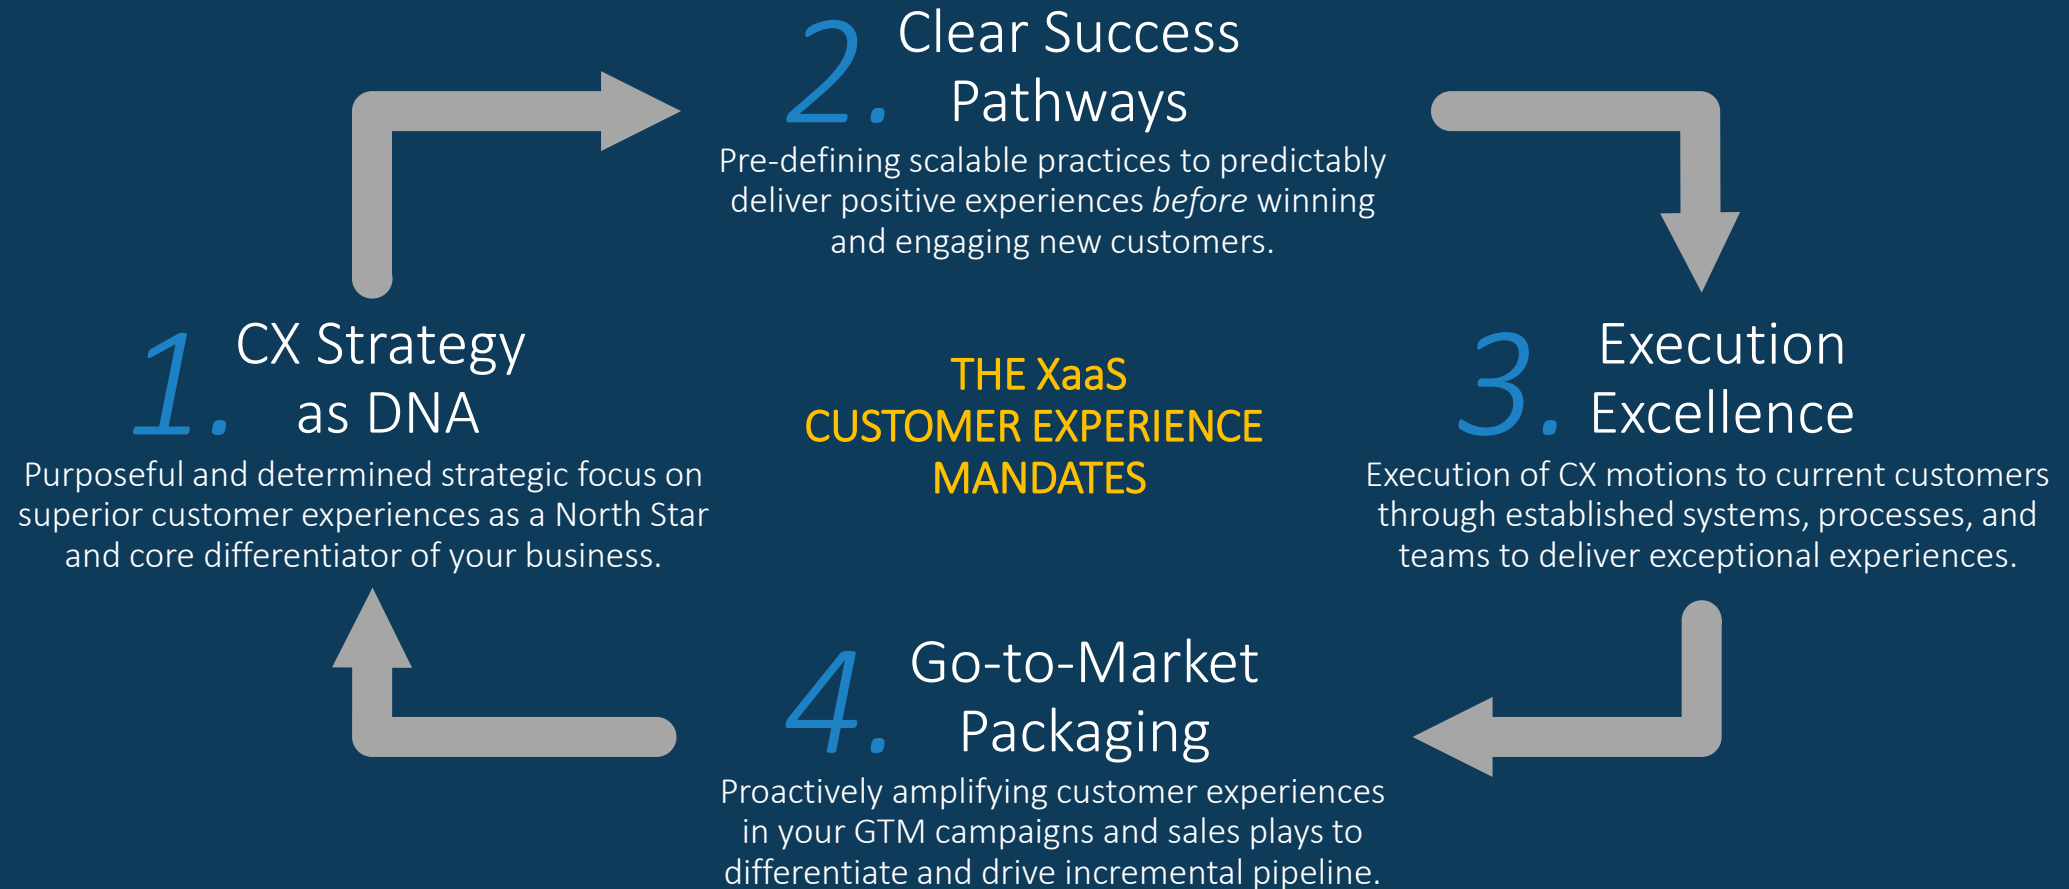 1. CX Strategy
as DNA
Purposeful and determined strategic focus on
superior customer experiences as a North Star
and core differentiator of your business.
2. Clear Success
Pathways
Pre-defining scalable practices to predictably
deliver positive experiences before winning
and engaging new customers.
THE XaaS
CUSTOMER EXPERIENCE
MANDATES
3. Execution
Excellence
Execution of CX motions to current customers
through established systems, processes, and
teams to deliver exceptional experiences.
4. Go-to-Market
Packaging
Proactively amplifying customer experiences
in your GTM campaigns and sales plays to
differentiate and drive incremental pipeline.